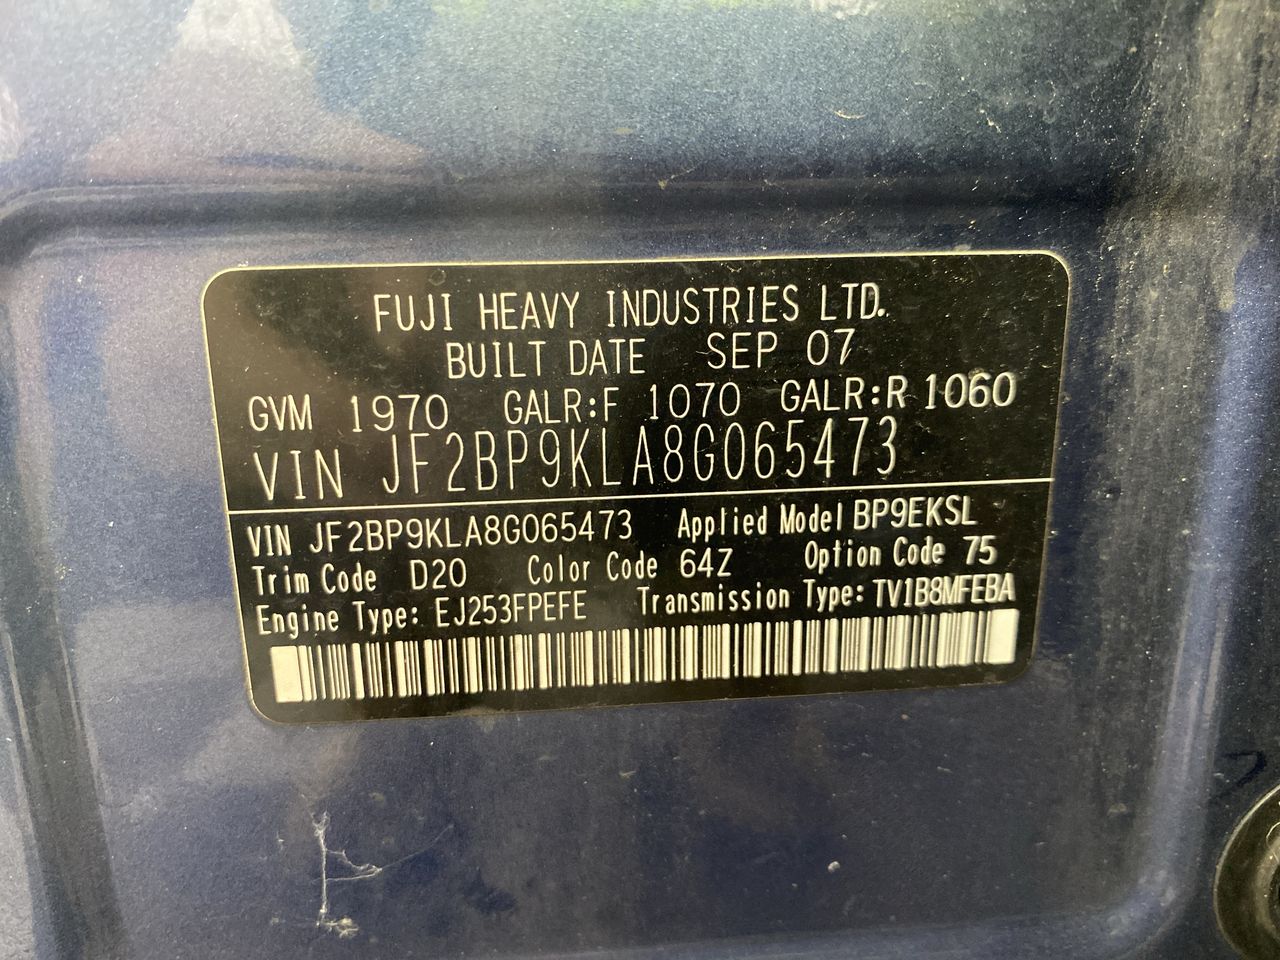 FUJI HEAVY INDUSTRIES LTD.
BUILT DATE SEP 07
GVM 1970 GALR:F 1070 GALR:R 1060
VIN JF2BP9KLA8G065473
VIN JF2BP9KLA8G065473 Applied Model BP9EKSL
Trim Code D20 Color Code 64Z Option Code 75
Engine Type: EJ253FPEFE Transmission Type: TV1B8MFEBA